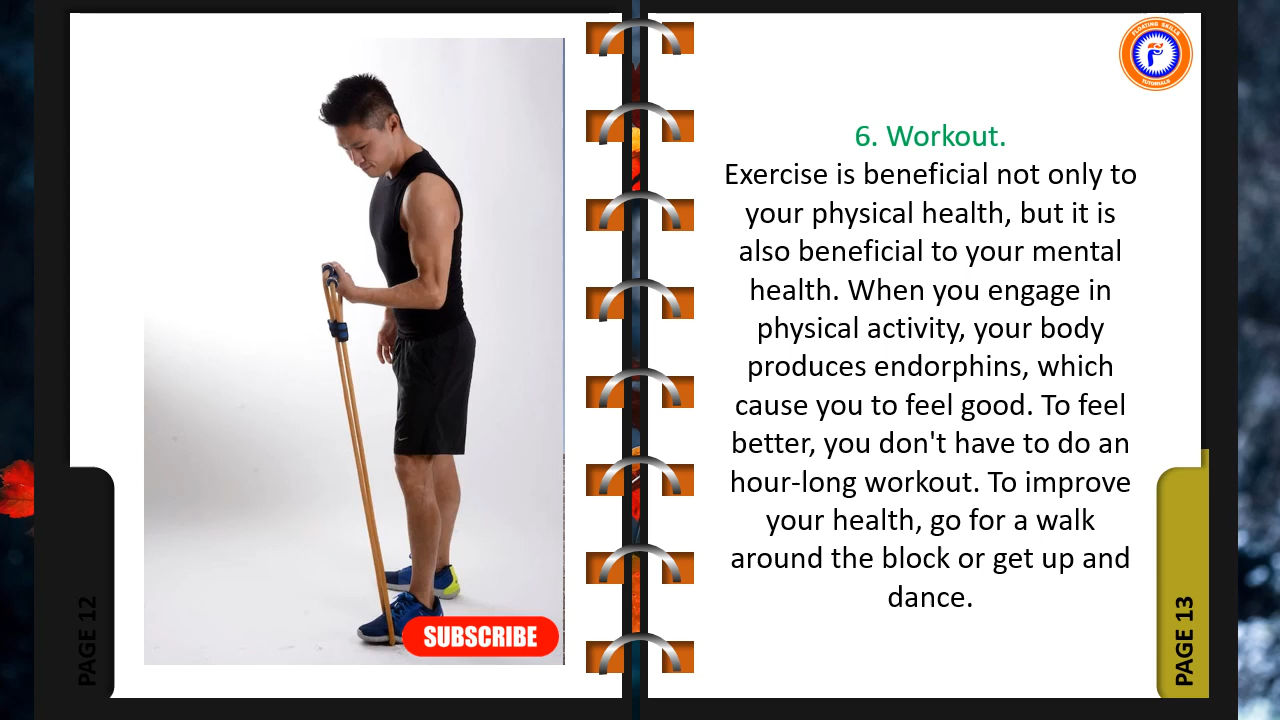 PAGE 12
SUBSCRIBE
FLOATING SKILLS
TUTORIALS
6. Workout.
Exercise is beneficial not only to
your physical health, but it is
also beneficial to your mental
health. When you engage in
physical activity, your body
produces endorphins, which
cause you to feel good. To feel
better, you don't have to do an
hour-long workout. To improve
your health, go for a walk
around the block or get up and
dance.
PAGE 13